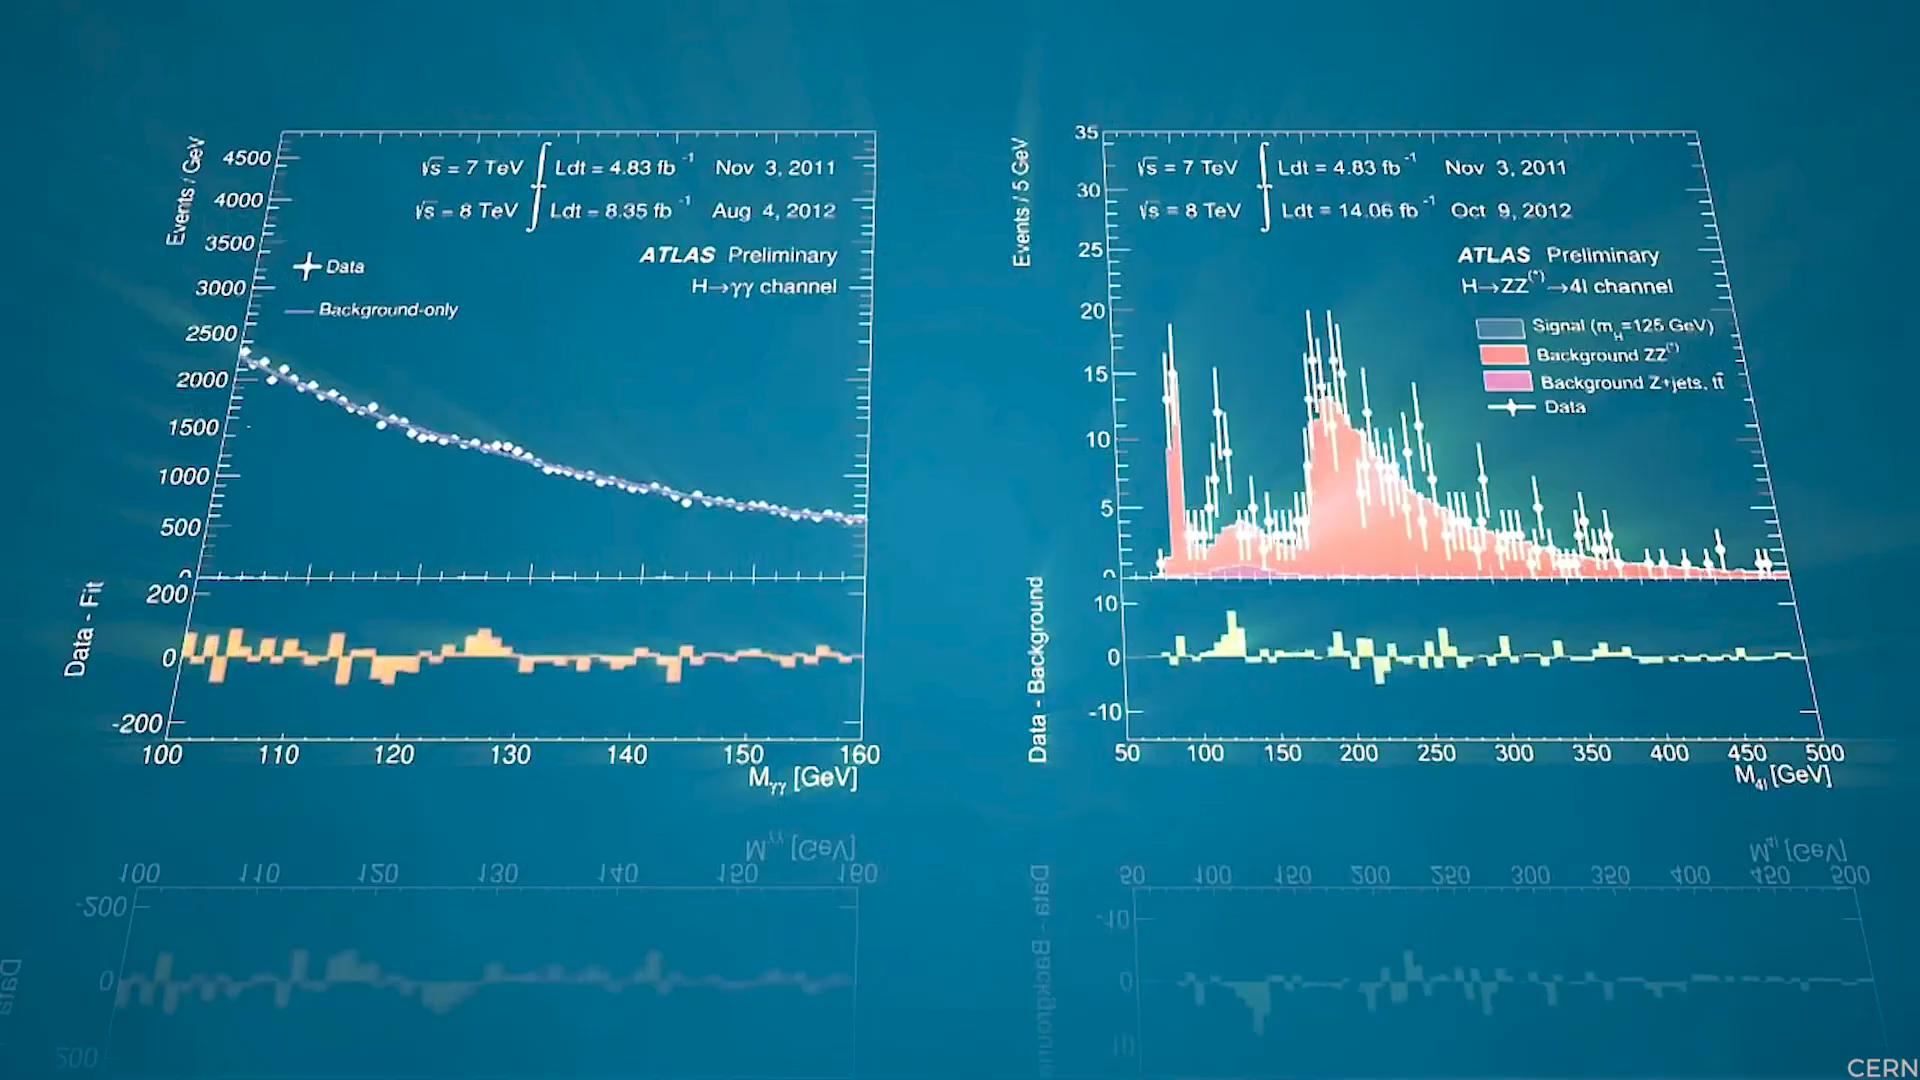 Events / GeV
4500
4000
3500
3000
2500
2000
1500
1000
500
0
√s = 7 TeV ∫ Ldt = 4.83 fb⁻¹ Nov 3, 2011
√s = 8 TeV ∫ Ldt = 8.35 fb⁻¹ Aug 4, 2012
ATLAS Preliminary
H→γγ channel
Data
Background-only
Data - Fit
200
0
-200
100 110 120 130 140 150 160
Mγγ [GeV]
Events / 5 GeV
35
30
25
20
15
10
5
0
√s = 7 TeV ∫ Ldt = 4.83 fb⁻¹ Nov 3, 2011
√s = 8 TeV ∫ Ldt = 14.06 fb⁻¹ Oct 9, 2012
ATLAS Preliminary
H→ZZ(*)→4l channel
Signal (mH=125 GeV)
Background ZZ(*)
Background Z+jets, tt̄
Data
Data - Background
10
0
-10
50 100 150 200 250 300 350 400 450 500
M4l [GeV]
CERN